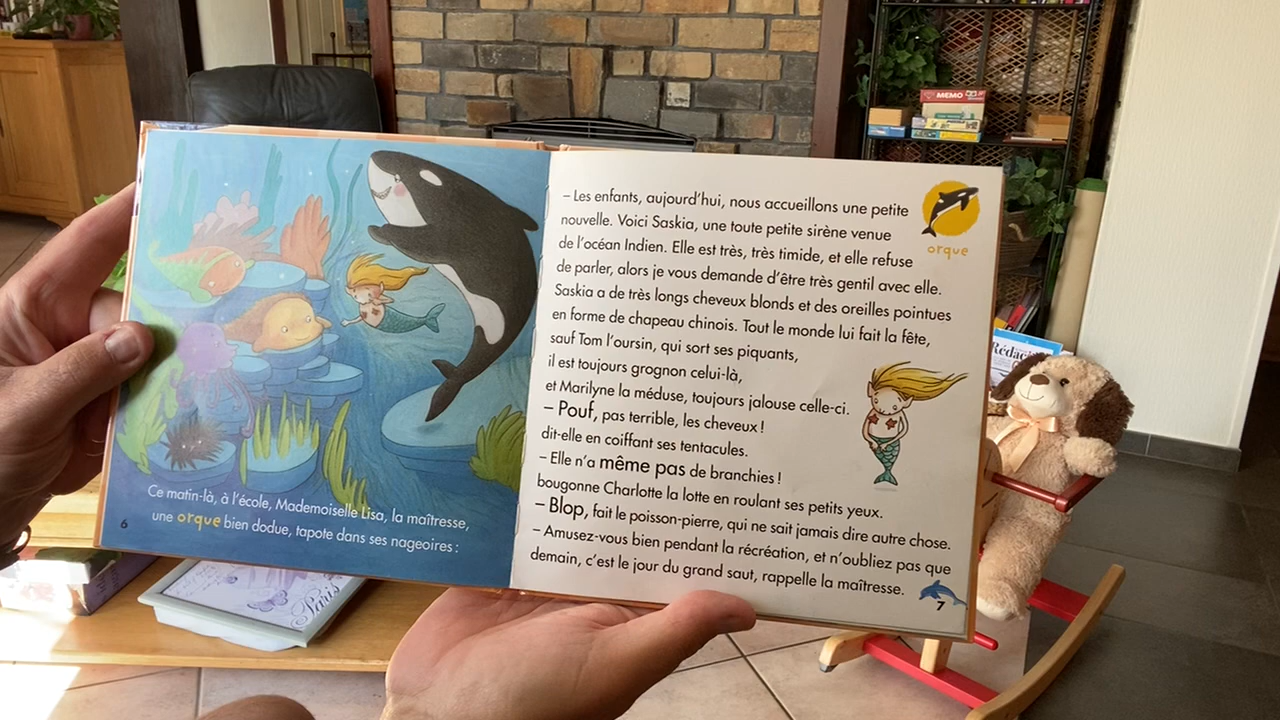 Ce matin-là, à l'école, Mademoiselle Lisa, la maîtresse,
une orque bien dodue, tapote dans ses nageoires :
6
– Les enfants, aujourd'hui, nous accueillons une petite
nouvelle. Voici Saskia, une toute petite sirène venue
de l'océan Indien. Elle est très, très timide, et elle refuse
de parler, alors je vous demande d'être très gentil avec elle.
Saskia a de très longs cheveux blonds et des oreilles pointues
en forme de chapeau chinois. Tout le monde lui fait la fête,
sauf Tom l'oursin, qui sort ses piquants,
il est toujours grognon celui-là,
et Marilyne la méduse, toujours jalouse celle-ci.
– Pouf, pas terrible, les cheveux !
dit-elle en coiffant ses tentacules.
– Elle n'a même pas de branchies !
bougonne Charlotte la lotte en roulant ses petits yeux.
– Blop, fait le poisson-pierre, qui ne sait jamais dire autre chose.
– Amusez-vous bien pendant la récréation, et n'oubliez pas que
demain, c'est le jour du grand saut, rappelle la maîtresse.
orque
7
MEMO
Paris